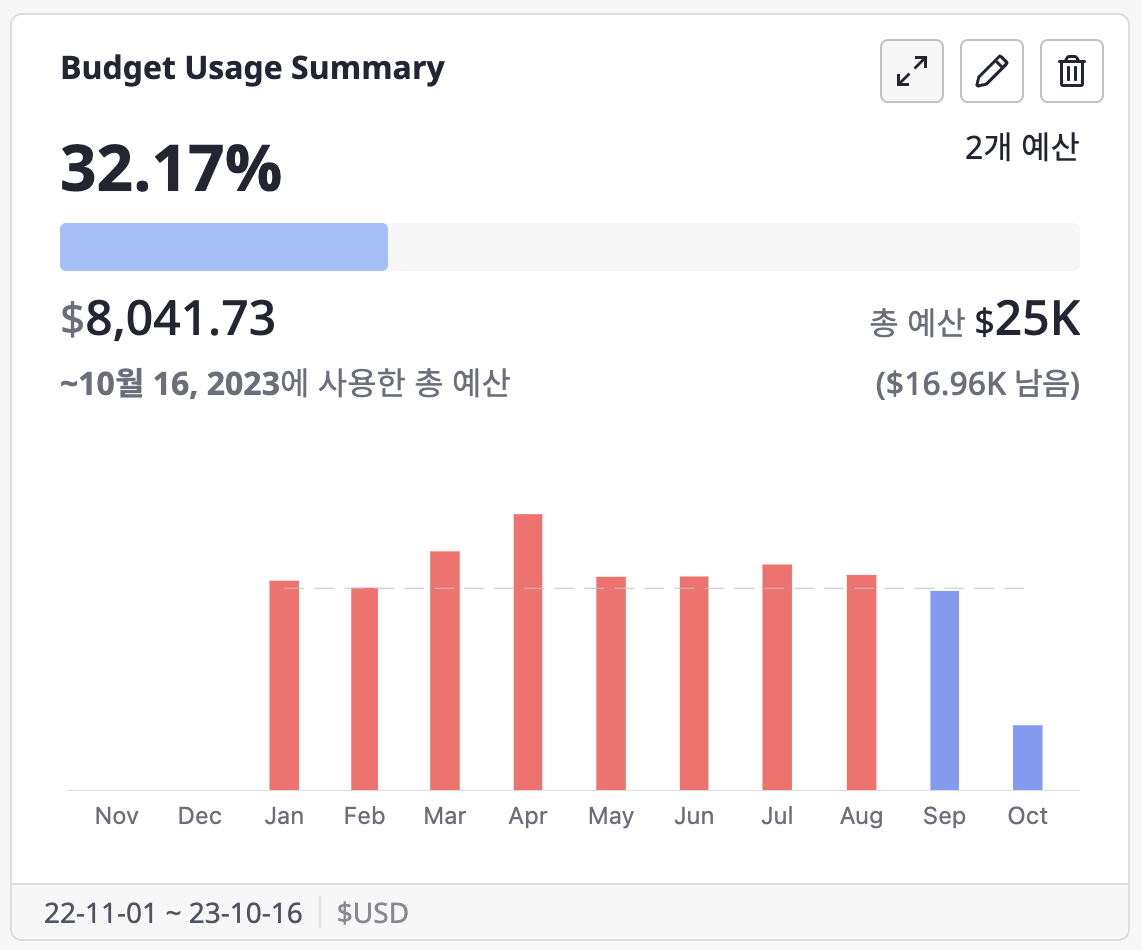 Budget Usage Summary
32.17%
2개 예산
$8,041.73
총 예산 $25K
~10월 16, 2023에 사용한 총 예산
($16.96K 남음)
Nov Dec Jan Feb Mar Apr May Jun Jul Aug Sep Oct
22-11-01 ~ 23-10-16 $USD